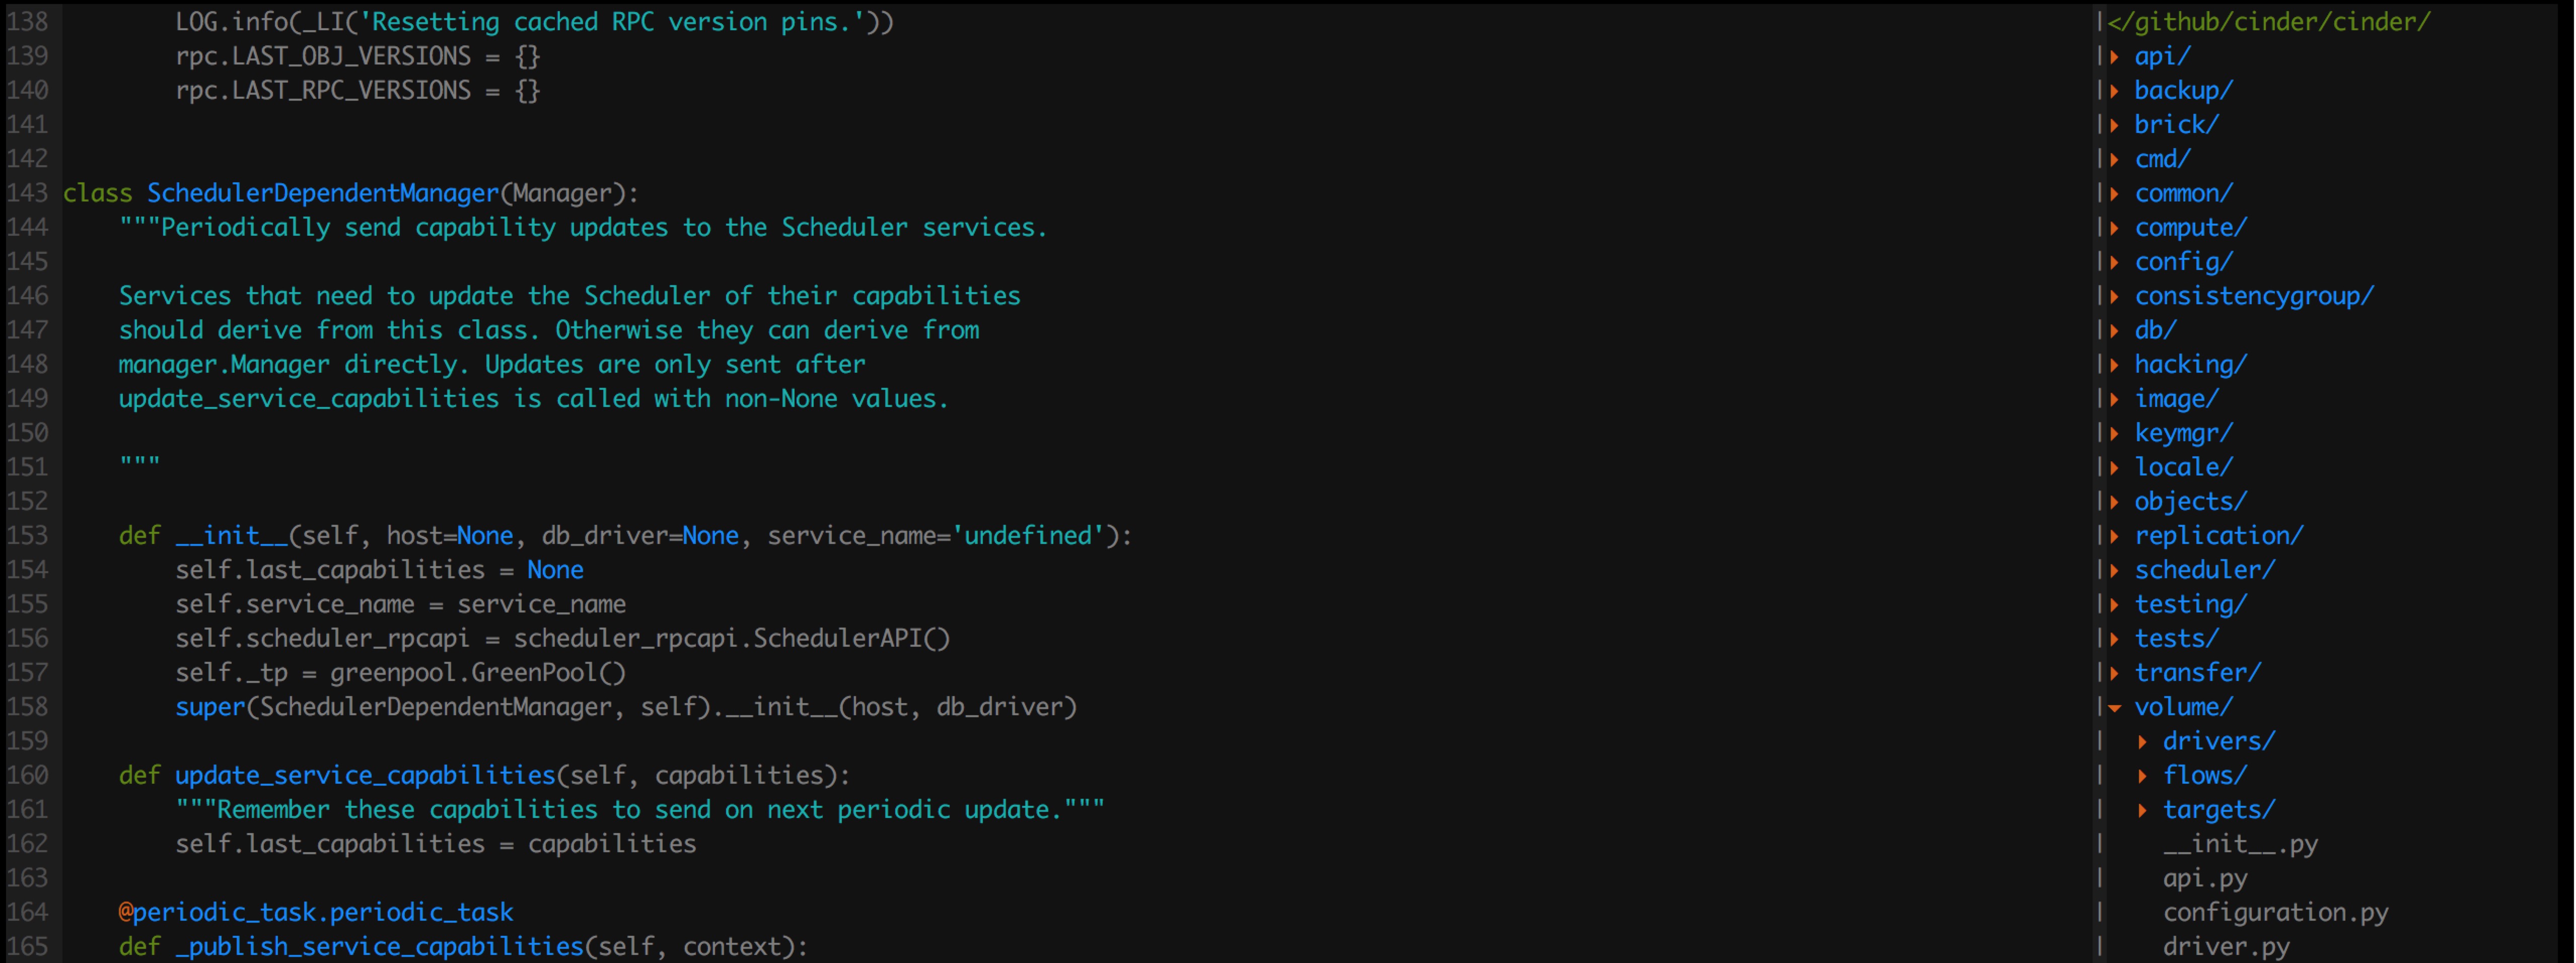 138         LOG.info(_LI('Resetting cached RPC version pins.'))
139         rpc.LAST_OBJ_VERSIONS = {}
140         rpc.LAST_RPC_VERSIONS = {}
141
142
143 class SchedulerDependentManager(Manager):
144     """Periodically send capability updates to the Scheduler services.
145
146     Services that need to update the Scheduler of their capabilities
147     should derive from this class. Otherwise they can derive from
148     manager.Manager directly. Updates are only sent after
149     update_service_capabilities is called with non-None values.
150
151     """
152
153     def __init__(self, host=None, db_driver=None, service_name='undefined'):
154         self.last_capabilities = None
155         self.service_name = service_name
156         self.scheduler_rpcapi = scheduler_rpcapi.SchedulerAPI()
157         self._tp = greenpool.GreenPool()
158         super(SchedulerDependentManager, self).__init__(host, db_driver)
159
160     def update_service_capabilities(self, capabilities):
161         """Remember these capabilities to send on next periodic update."""
162         self.last_capabilities = capabilities
163
164     @periodic_task.periodic_task
165     def _publish_service_capabilities(self, context):
</github/cinder/cinder/
▸ api/
▸ backup/
▸ brick/
▸ cmd/
▸ common/
▸ compute/
▸ config/
▸ consistencygroup/
▸ db/
▸ hacking/
▸ image/
▸ keymgr/
▸ locale/
▸ objects/
▸ replication/
▸ scheduler/
▸ testing/
▸ tests/
▸ transfer/
▾ volume/
▸ drivers/
▸ flows/
▸ targets/
__init__.py
api.py
configuration.py
driver.py